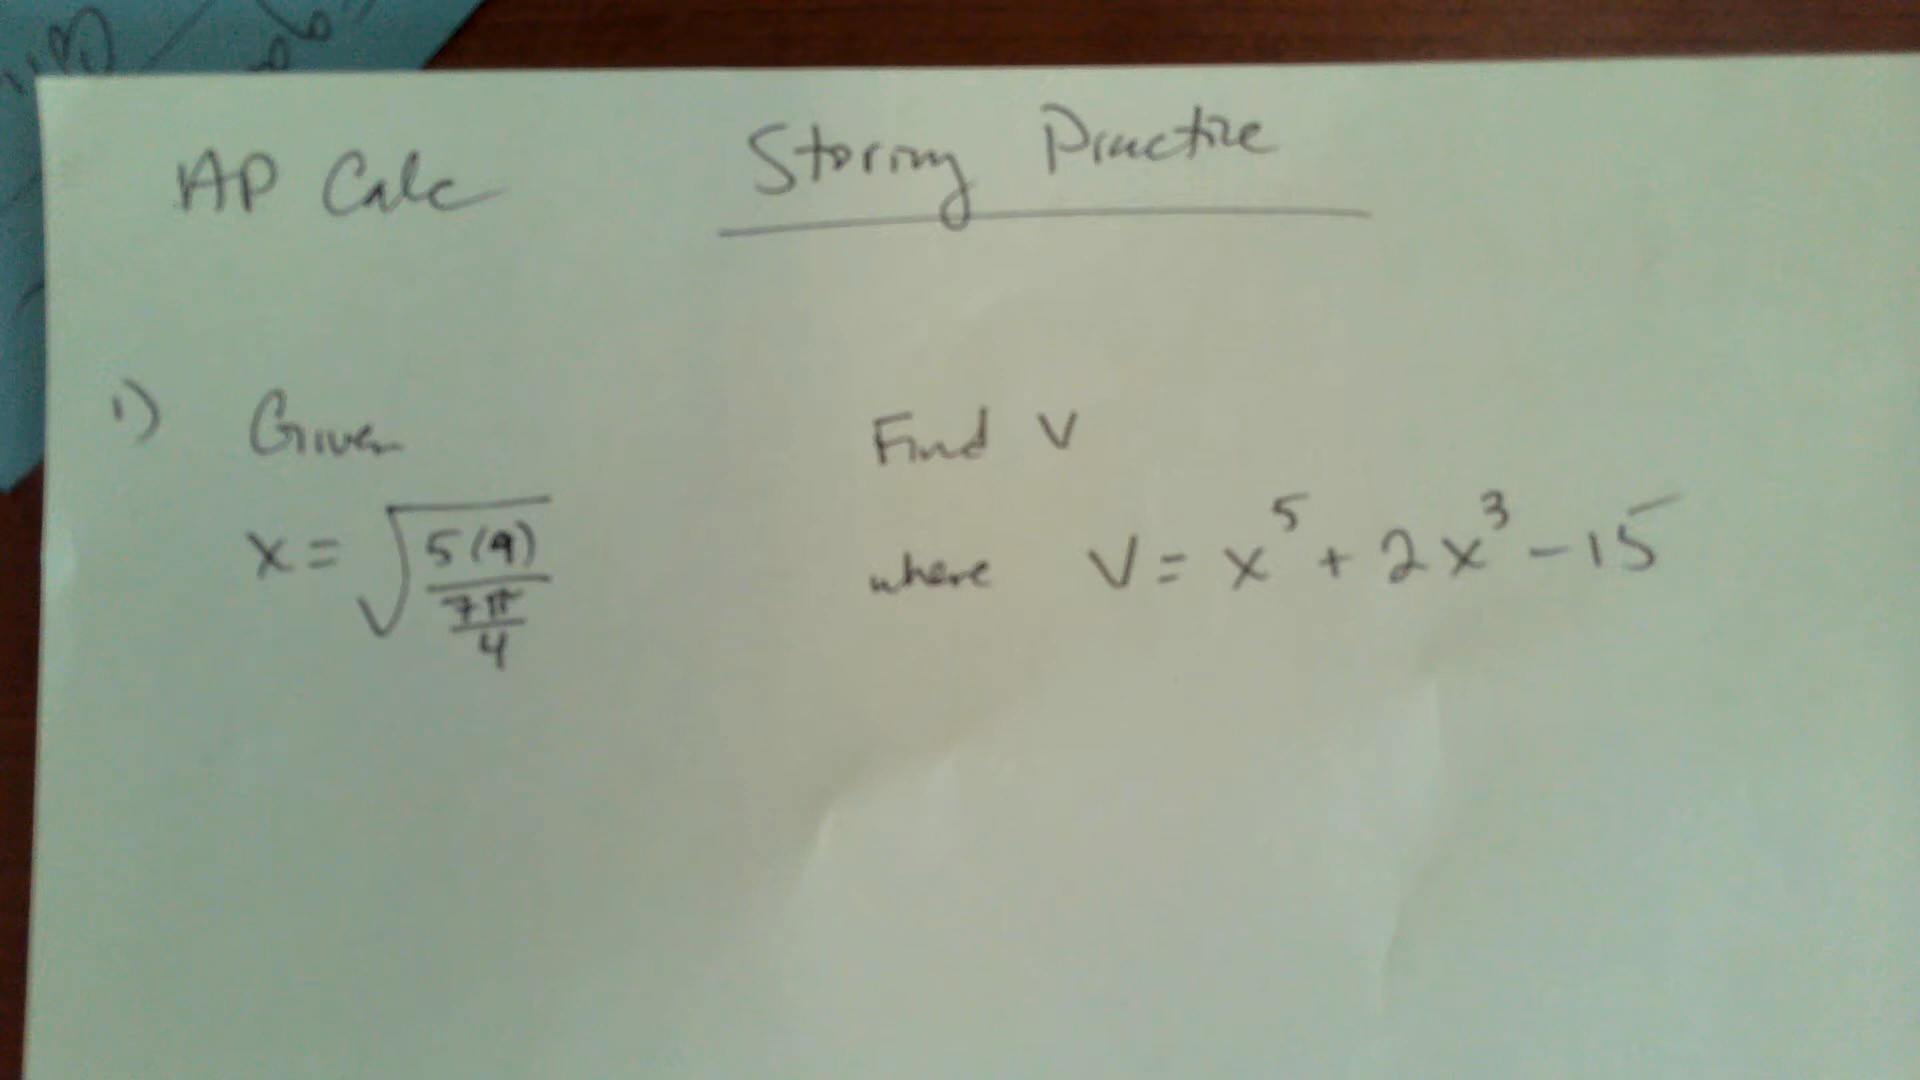 AP Calc Storing Practice
1) Given Find V
x = √(5(9)/(7π/4)) where V = x⁵ + 2x³ - 15